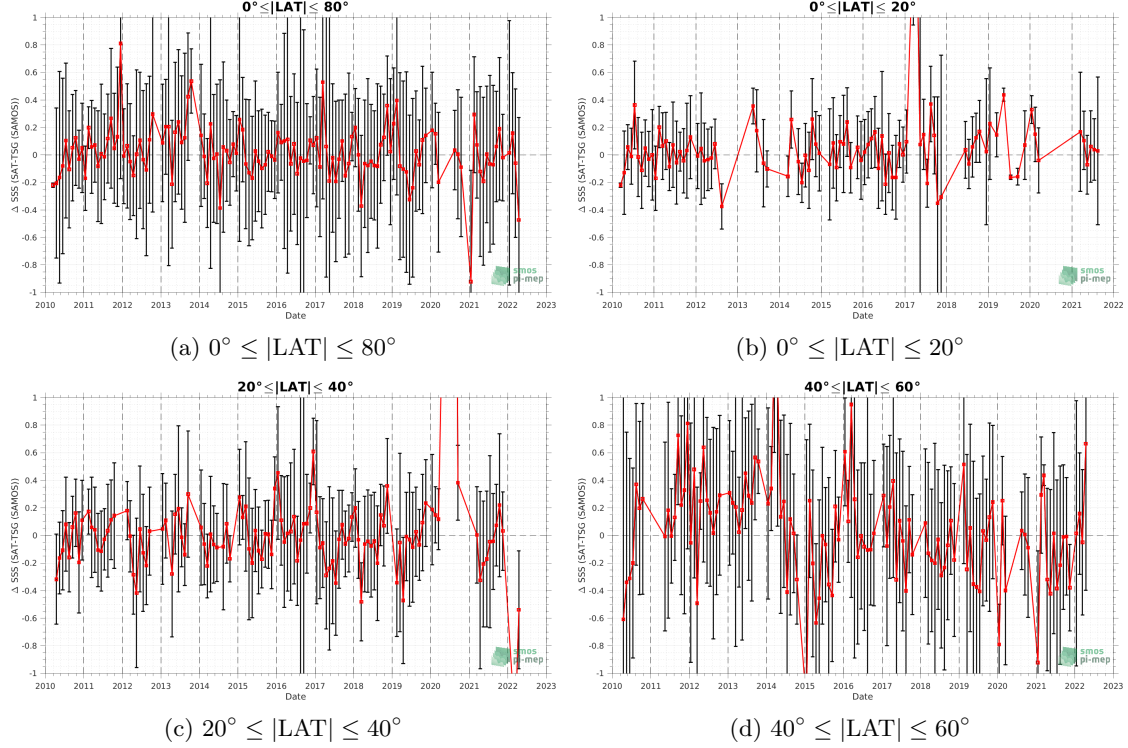 0°≤|LAT|≤ 80°
1
0.8
0.6
0.4
0.2
0
-0.2
-0.4
-0.6
-0.8
-1
Δ SSS (SAT-TSG (SAMOS))
2010 2011 2012 2013 2014 2015 2016 2017 2018 2019 2020 2021 2022 2023
Date
smos
pi-mep
(a) 0° ≤ |LAT| ≤ 80°
0°≤|LAT|≤ 20°
1
0.8
0.6
0.4
0.2
0
-0.2
-0.4
-0.6
-0.8
-1
Δ SSS (SAT-TSG (SAMOS))
2010 2011 2012 2013 2014 2015 2016 2017 2018 2019 2020 2021 2022
Date
smos
pi-mep
(b) 0° ≤ |LAT| ≤ 20°
20°≤|LAT|≤ 40°
1
0.8
0.6
0.4
0.2
0
-0.2
-0.4
-0.6
-0.8
-1
Δ SSS (SAT-TSG (SAMOS))
2010 2011 2012 2013 2014 2015 2016 2017 2018 2019 2020 2021 2022 2023
Date
smos
pi-mep
(c) 20° ≤ |LAT| ≤ 40°
40°≤|LAT|≤ 60°
1
0.8
0.6
0.4
0.2
0
-0.2
-0.4
-0.6
-0.8
-1
Δ SSS (SAT-TSG (SAMOS))
2010 2011 2012 2013 2014 2015 2016 2017 2018 2019 2020 2021 2022 2023
Date
smos
pi-mep
(d) 40° ≤ |LAT| ≤ 60°